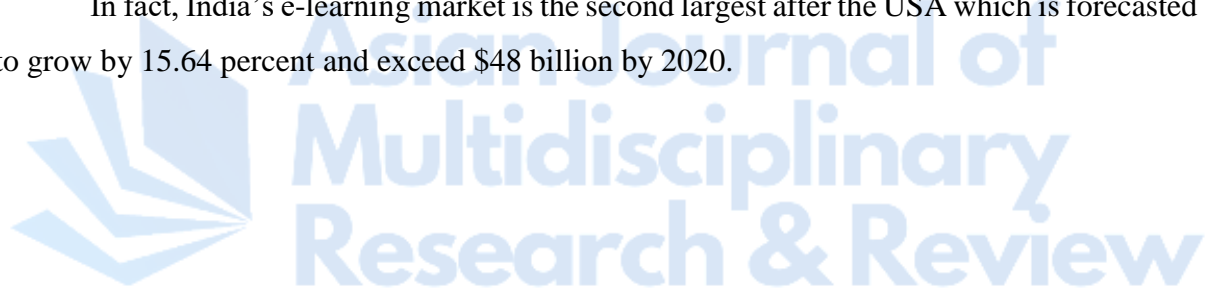 In fact, India’s e-learning market is the second largest after the USA which is forecasted
to grow by 15.64 percent and exceed $48 billion by 2020.
Asian Journal of
Multidisciplinary
Research & Review